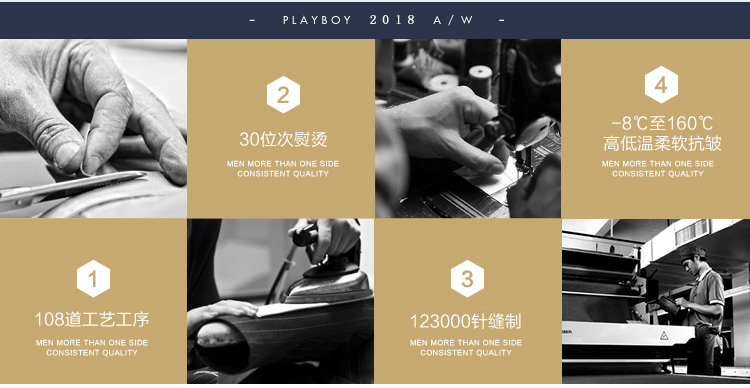 - PLAYBOY 2018 A/W -
2
30位次熨烫
MEN MORE THAN ONE SIDE
CONSISTENT QUALITY
4
-8℃至160℃
高低温柔软抗皱
MEN MORE THAN ONE SIDE
CONSISTENT QUALITY
1
108道工艺工序
MEN MORE THAN ONE SIDE
CONSISTENT QUALITY
3
123000针缝制
MEN MORE THAN ONE SIDE
CONSISTENT QUALITY